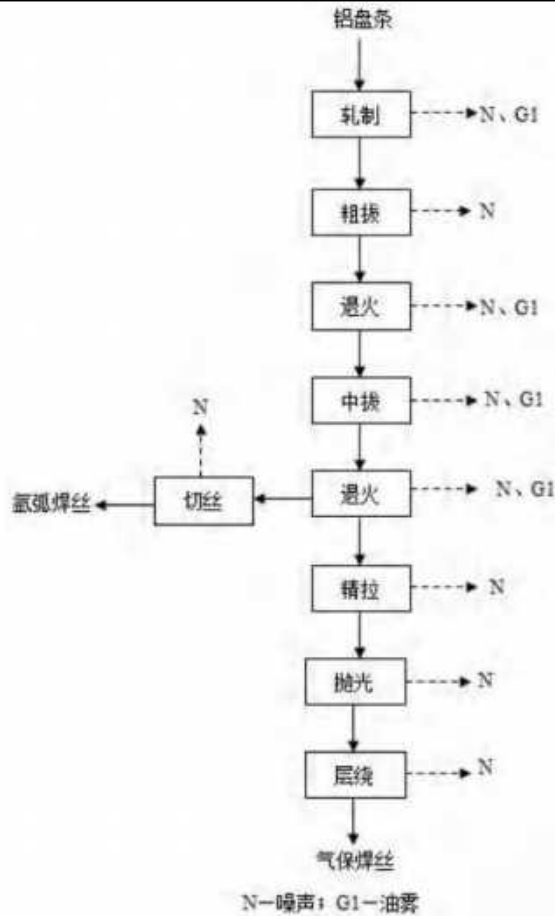 铝盘条
轧制
N、G1
粗拔
N
退火
N、G1
中拔
N、G1
N
氩弧焊丝
切丝
退火
N、G1
精拉
N
抛光
N
层绕
N
气保焊丝
N—噪声；G1—油雾